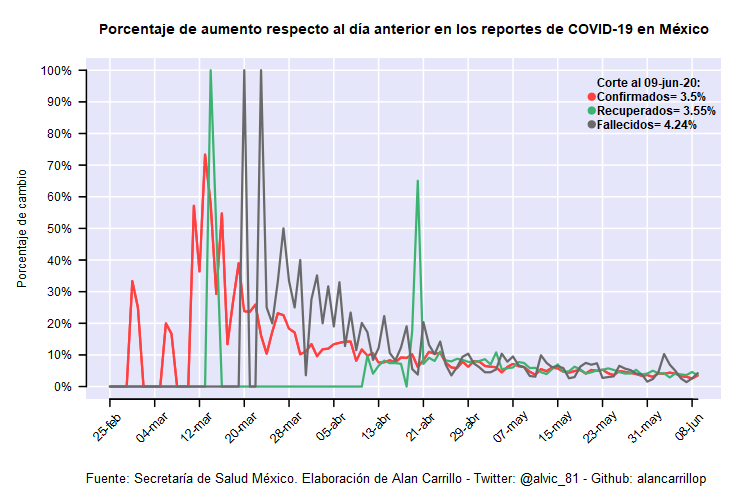 Porcentaje de aumento respecto al día anterior en los reportes de COVID-19 en México
Corte al 09-jun-20:
Confirmados= 3.5%
Recuperados= 3.55%
Fallecidos= 4.24%
Porcentaje de cambio
100%
90%
80%
70%
60%
50%
40%
30%
20%
10%
0%
25-feb
04-mar
12-mar
20-mar
28-mar
05-abr
13-abr
21-abr
29-abr
07-may
15-may
23-may
31-may
08-jun
Fuente: Secretaría de Salud México. Elaboración de Alan Carrillo - Twitter: @alvic_81 - Github: alancarrillop